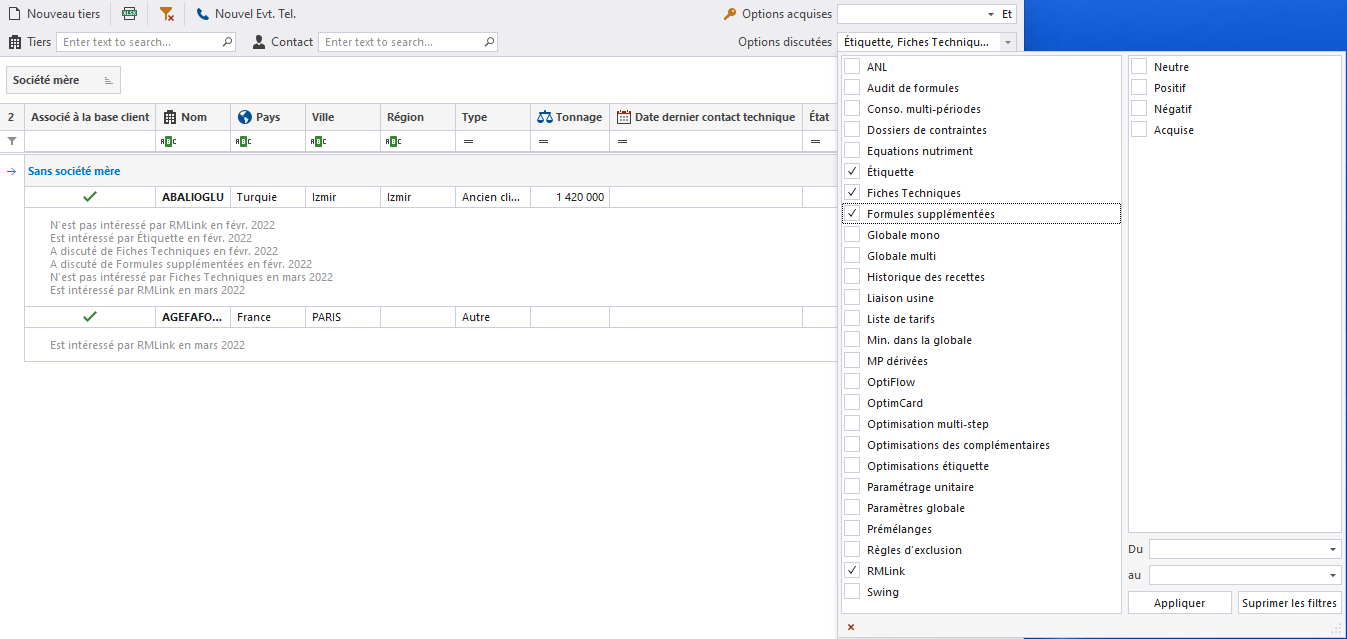 Nouveau tiers
XLSX
Nouvel Evt. Tel.
Options acquises
Et
Tiers
Enter text to search...
Contact
Enter text to search...
Options discutées
Étiquette, Fiches Techniqu...
Société mère
2
Associé à la base client
Nom
Pays
Ville
Région
Type
Tonnage
Date dernier contact technique
État
ABC ABC ABC ABC = = = =
Sans société mère
ABALIOGLU
Turquie
Izmir
Izmir
Ancien cli...
1 420 000
N'est pas intéressé par RMLink en févr. 2022
Est intéressé par Étiquette en févr. 2022
A discuté de Fiches Techniques en févr. 2022
A discuté de Formules supplémentées en févr. 2022
N'est pas intéressé par Fiches Techniques en mars 2022
Est intéressé par RMLink en mars 2022
AGEFAFO...
France
PARIS
Autre
Est intéressé par RMLink en mars 2022
ANL
Audit de formules
Conso. multi-périodes
Dossiers de contraintes
Equations nutriment
Étiquette
Fiches Techniques
Formules supplémentées
Globale mono
Globale multi
Historique des recettes
Liaison usine
Liste de tarifs
Min. dans la globale
MP dérivées
OptiFlow
OptimCard
Optimisation multi-step
Optimisations des complémentaires
Optimisations étiquette
Paramétrage unitaire
Paramètres globale
Prémélanges
Règles d'exclusion
RMLink
Swing
Neutre
Positif
Négatif
Acquise
Du
au
Appliquer
Suprimer les filtres